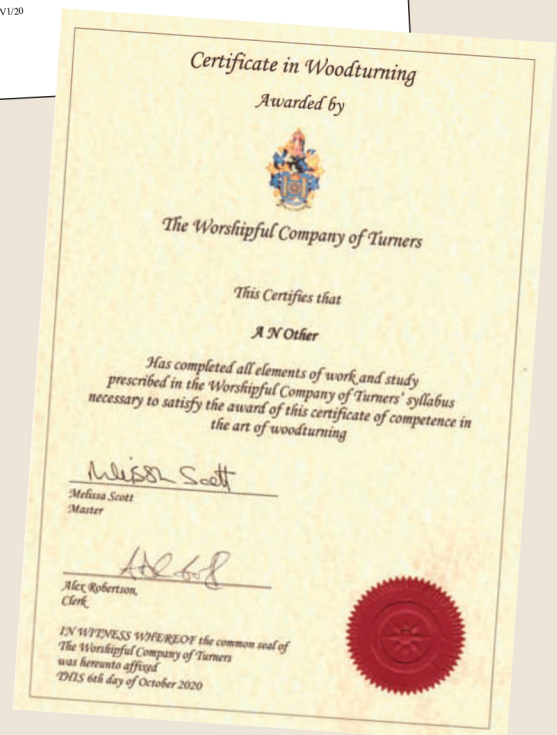 V1/20
Certificate in Woodturning
Awarded by
The Worshipful Company of Turners
This Certifies that
A N Other
Has completed all elements of work and study
prescribed in the Worshipful Company of Turners' syllabus
necessary to satisfy the award of this certificate of competence in
the art of woodturning
Melissa Scott
Melissa Scott
Master
Alex Robertson,
Clerk
IN WITNESS WHEREOF the common seal of
The Worshipful Company of Turners
was hereunto affixed
THIS 6th day of October 2020